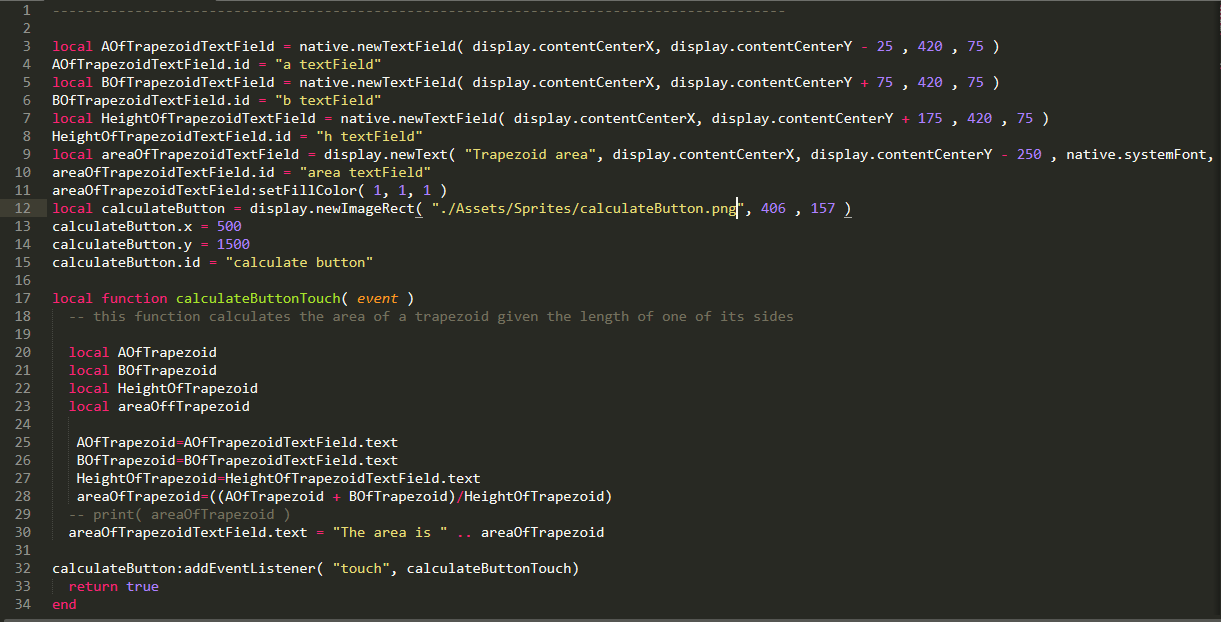 1 -----------------------------------------------------------------------------------------
2
3 local AOfTrapezoidTextField = native.newTextField( display.contentCenterX, display.contentCenterY - 25 , 420 , 75 )
4 AOfTrapezoidTextField.id = "a textField"
5 local BOfTrapezoidTextField = native.newTextField( display.contentCenterX, display.contentCenterY + 75 , 420 , 75 )
6 BOfTrapezoidTextField.id = "b textField"
7 local HeightOfTrapezoidTextField = native.newTextField( display.contentCenterX, display.contentCenterY + 175 , 420 , 75 )
8 HeightOfTrapezoidTextField.id = "h textField"
9 local areaOfTrapezoidTextField = display.newText( "Trapezoid area", display.contentCenterX, display.contentCenterY - 250 , native.systemFont,
10 areaOfTrapezoidTextField.id = "area textField"
11 areaOfTrapezoidTextField:setFillColor( 1, 1, 1 )
12 local calculateButton = display.newImageRect( "./Assets/Sprites/calculateButton.png", 406 , 157 )
13 calculateButton.x = 500
14 calculateButton.y = 1500
15 calculateButton.id = "calculate button"
16
17 local function calculateButtonTouch( event )
18 -- this function calculates the area of a trapezoid given the length of one of its sides
19
20 local AOfTrapezoid
21 local BOfTrapezoid
22 local HeightOfTrapezoid
23 local areaOffTrapezoid
24
25 AOfTrapezoid=AOfTrapezoidTextField.text
26 BOfTrapezoid=BOfTrapezoidTextField.text
27 HeightOfTrapezoid=HeightOfTrapezoidTextField.text
28 areaOfTrapezoid=((AOfTrapezoid + BOfTrapezoid)/HeightOfTrapezoid)
29 -- print( areaOfTrapezoid )
30 areaOfTrapezoidTextField.text = "The area is " .. areaOfTrapezoid
31
32 calculateButton:addEventListener( "touch", calculateButtonTouch)
33 return true
34 end